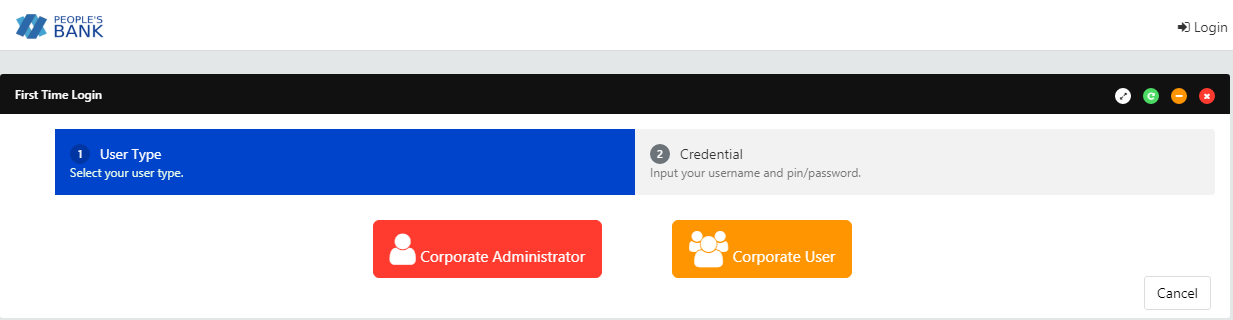 PEOPLE'S
BANK
Login
First Time Login
1 User Type
Select your user type.
2 Credential
Input your username and pin/password.
Corporate Administrator
Corporate User
Cancel